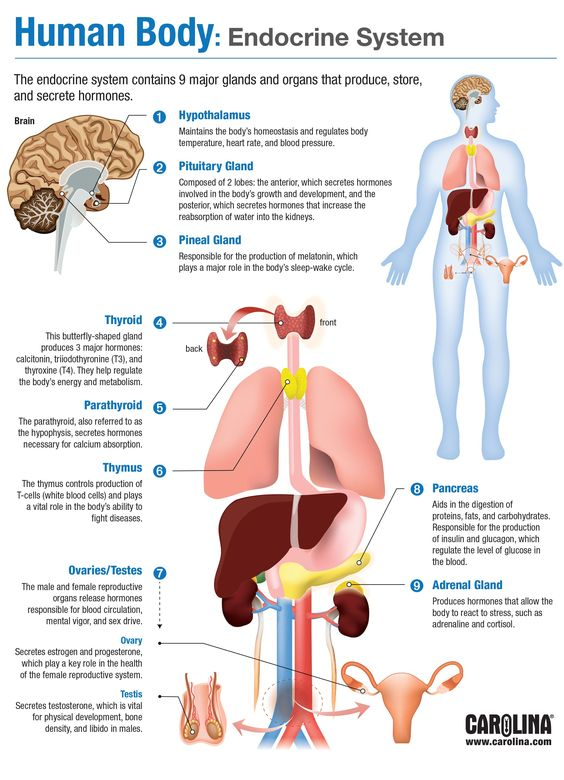 Human Body: Endocrine System
The endocrine system contains 9 major glands and organs that produce, store,
and secrete hormones.
Brain
1 Hypothalamus
Maintains the body's homeostasis and regulates body
temperature, heart rate, and blood pressure.
2 Pituitary Gland
Composed of 2 lobes: the anterior, which secretes hormones
involved in the body's growth and development, and the
posterior, which secretes hormones that increase the
reabsorption of water into the kidneys.
3 Pineal Gland
Responsible for the production of melatonin, which
plays a major role in the body's sleep-wake cycle.
Thyroid 4
This butterfly-shaped gland
produces 3 major hormones:
calcitonin, triiodothyronine (T3), and
thyroxine (T4). They help regulate
the body's energy and metabolism.
front
back
Parathyroid 5
The parathyroid, also referred to as
the hypophysis, secretes hormones
necessary for calcium absorption.
Thymus 6
The thymus controls production of
T-cells (white blood cells) and plays
a vital role in the body's ability to
fight diseases.
Ovaries/Testes 7
The male and female reproductive
organs release hormones
responsible for blood circulation,
mental vigor, and sex drive.
Ovary
Secretes estrogen and progesterone,
which play a key role in the health
of the female reproductive system.
Testis
Secretes testosterone, which is vital
for physical development, bone
density, and libido in males.
8 Pancreas
Aids in the digestion of
proteins, fats, and carbohydrates.
Responsible for the production
of insulin and glucagon, which
regulate the level of glucose in
the blood.
9 Adrenal Gland
Produces hormones that allow the
body to react to stress, such as
adrenaline and cortisol.
CAROLINA®
www.carolina.com